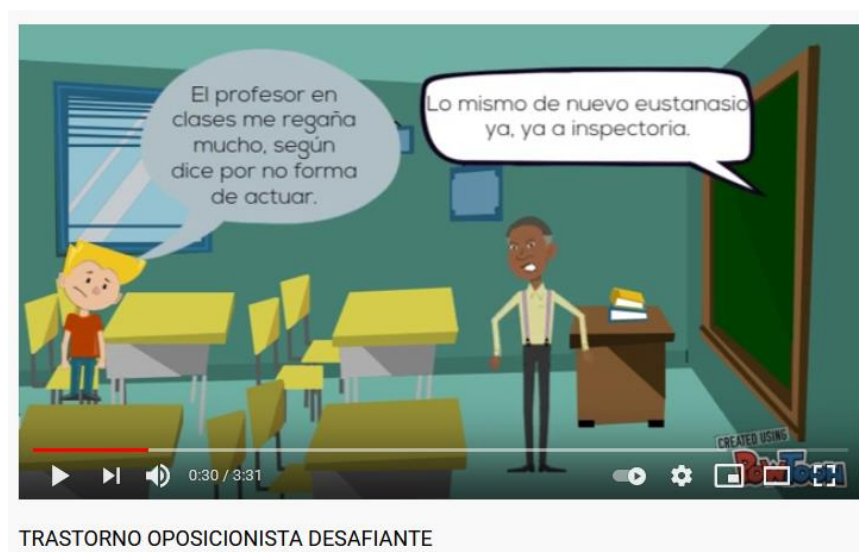 El profesor en
clases me regaña
mucho, según
dice por no forma
de actuar.
Lo mismo de nuevo eustanasio
ya, ya a inspectoria.
CREATED USING
POWTOON
0:30 / 3:31
TRASTORNO OPOSICIONISTA DESAFIANTE